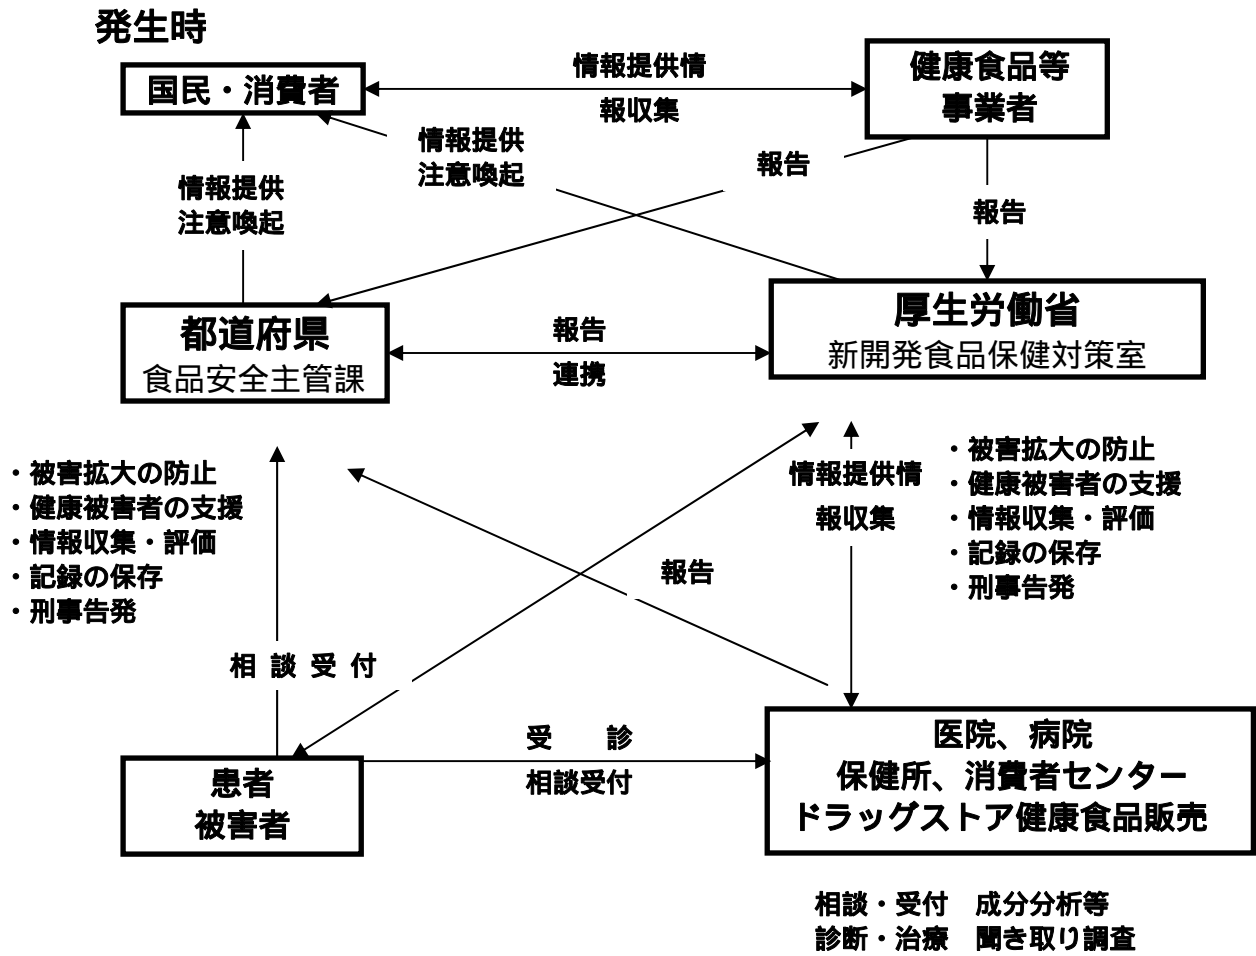 発生時
国民・消費者
情報提供情
報収集
健康食品等
事業者
情報提供
注意喚起
報告
情報提供
注意喚起
報告
都道府県
食品安全主管課
報告
連携
厚生労働省
新開発食品保健対策室
・被害拡大の防止
・健康被害者の支援
・情報収集・評価
・記録の保存
・刑事告発
情報提供情
報収集
・被害拡大の防止
・健康被害者の支援
・情報収集・評価
・記録の保存
・刑事告発
報告
相 談 受 付
受　　診
相談受付
患者
被害者
医院、病院
保健所、消費者センター
ドラッグストア健康食品販売
相談・受付　成分分析等
診断・治療　聞き取り調査